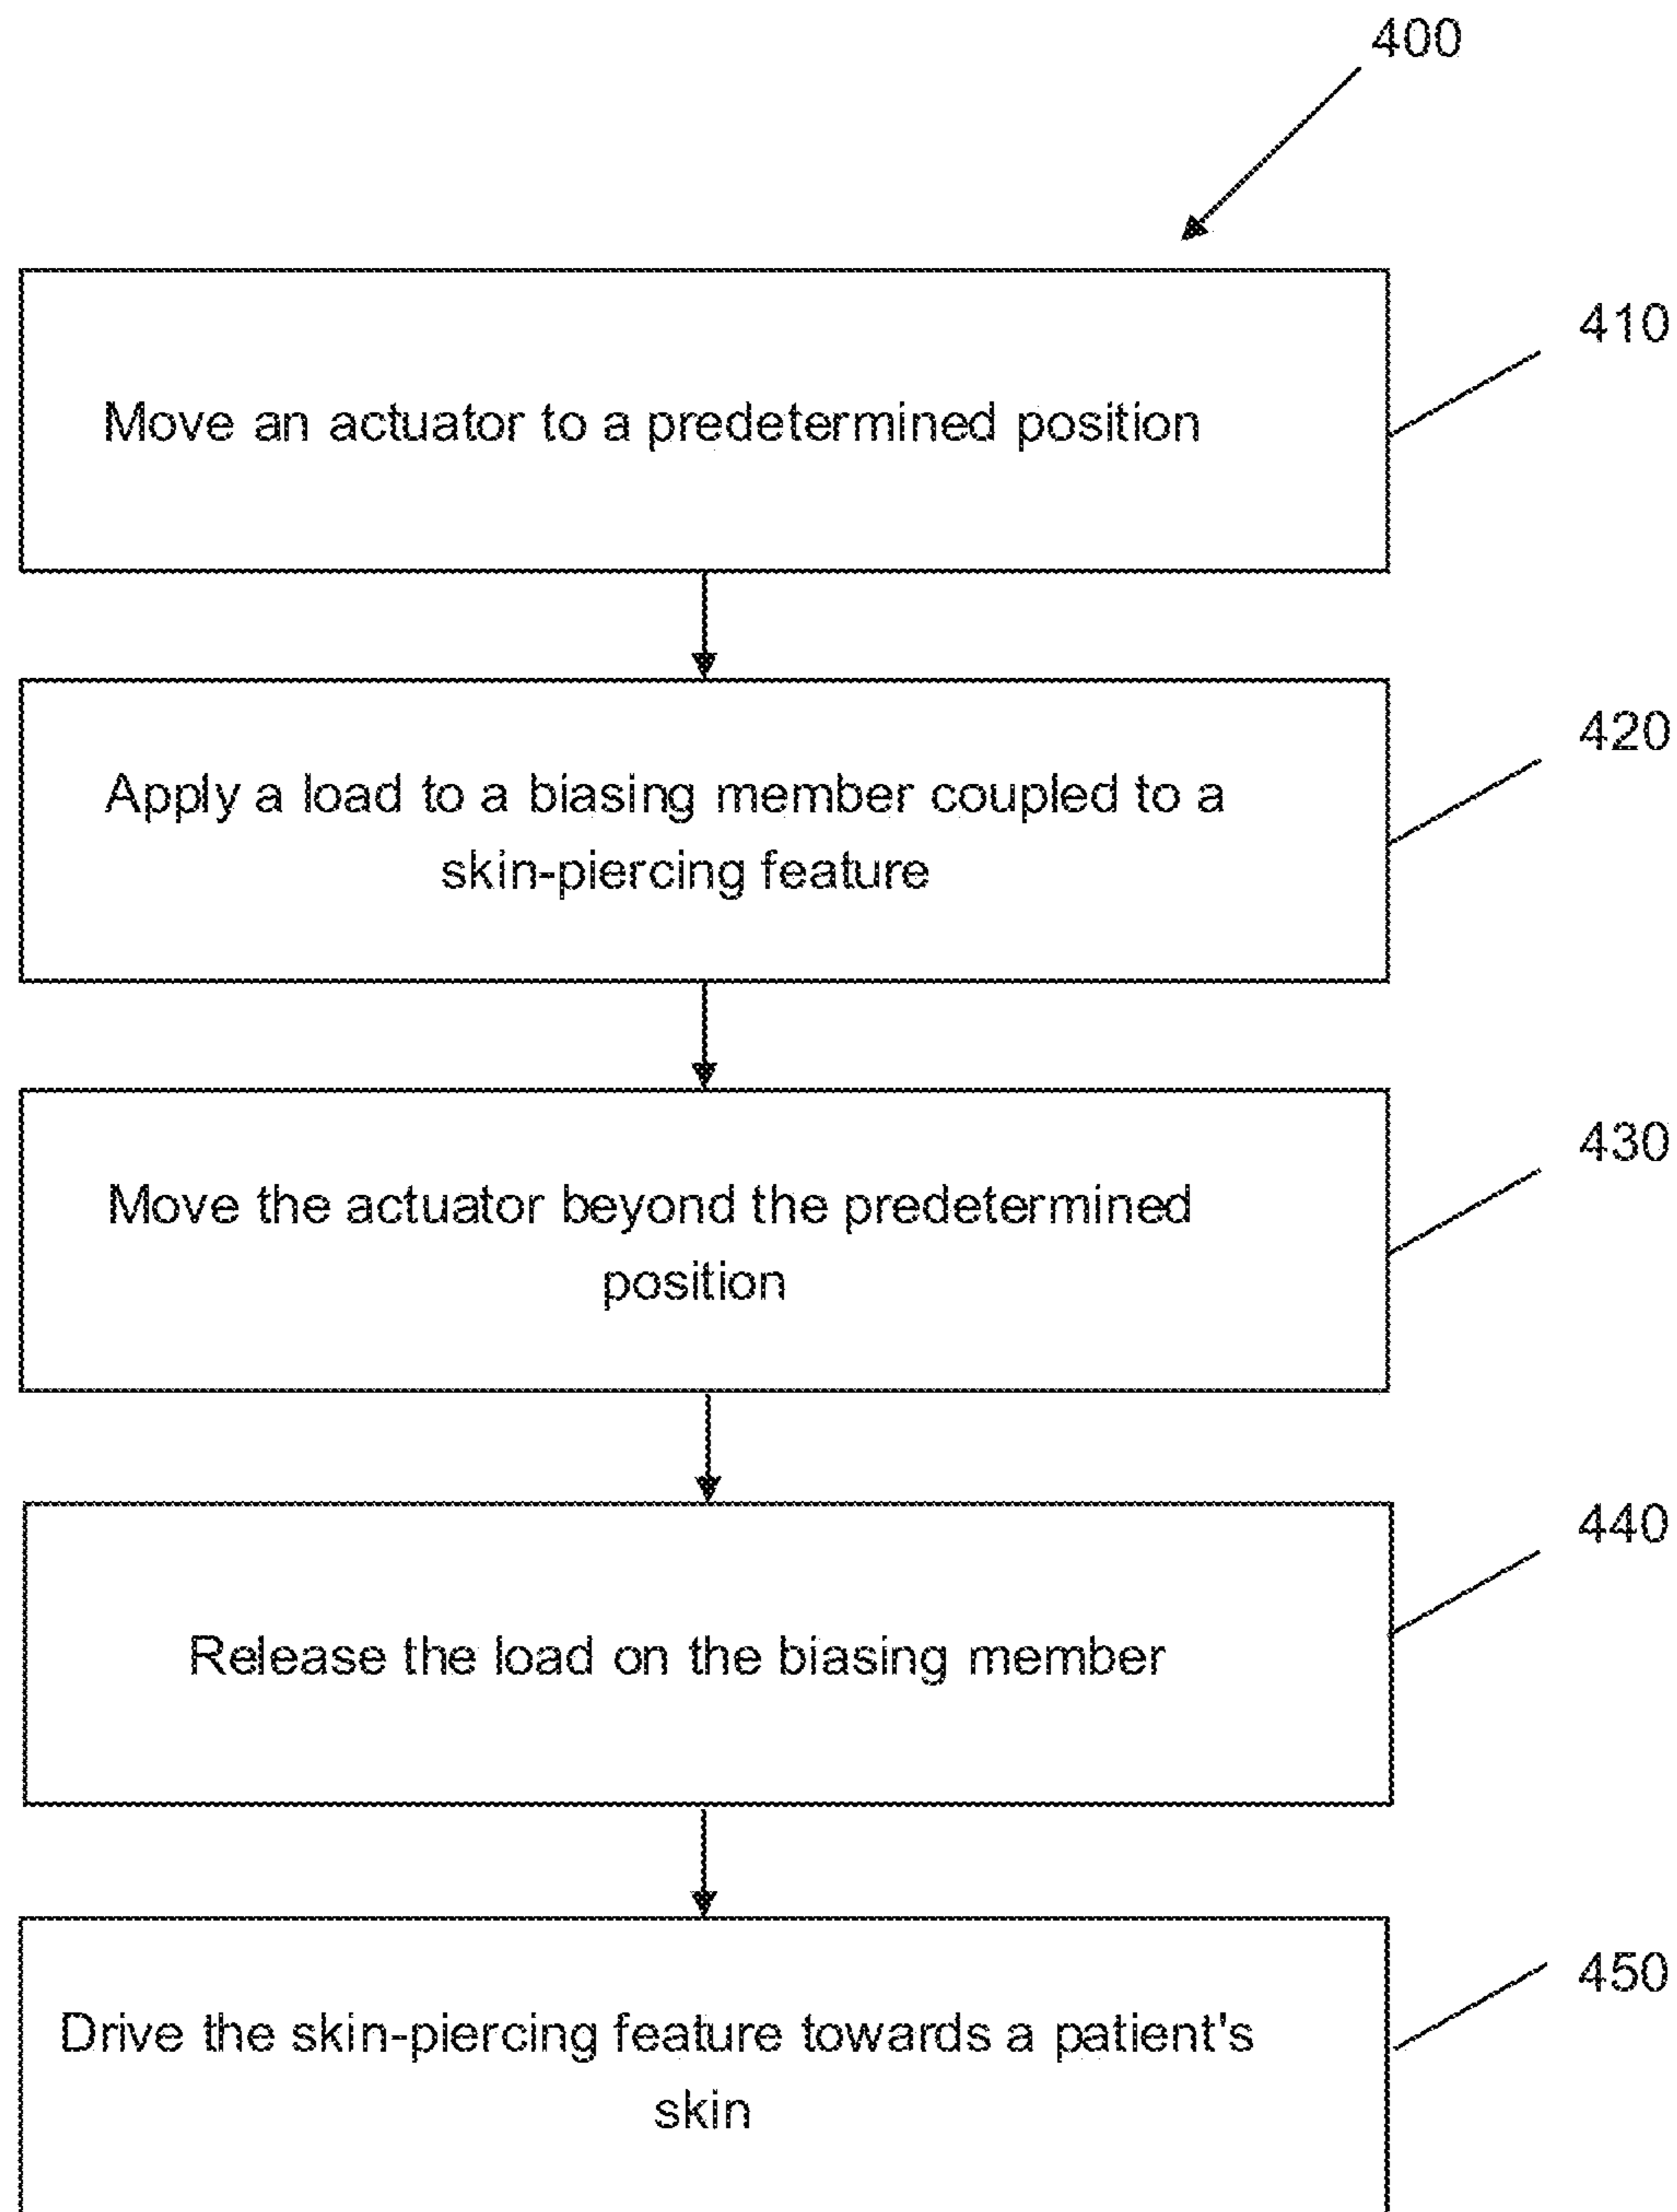 400
410
Move an actuator to a predetermined position
420
Apply a load to a biasing member coupled to a
skin-piercing feature
430
Move the actuator beyond the predetermined
position
440
Release the load on the biasing member
450
Drive the skin-piercing feature towards a patient's
skin